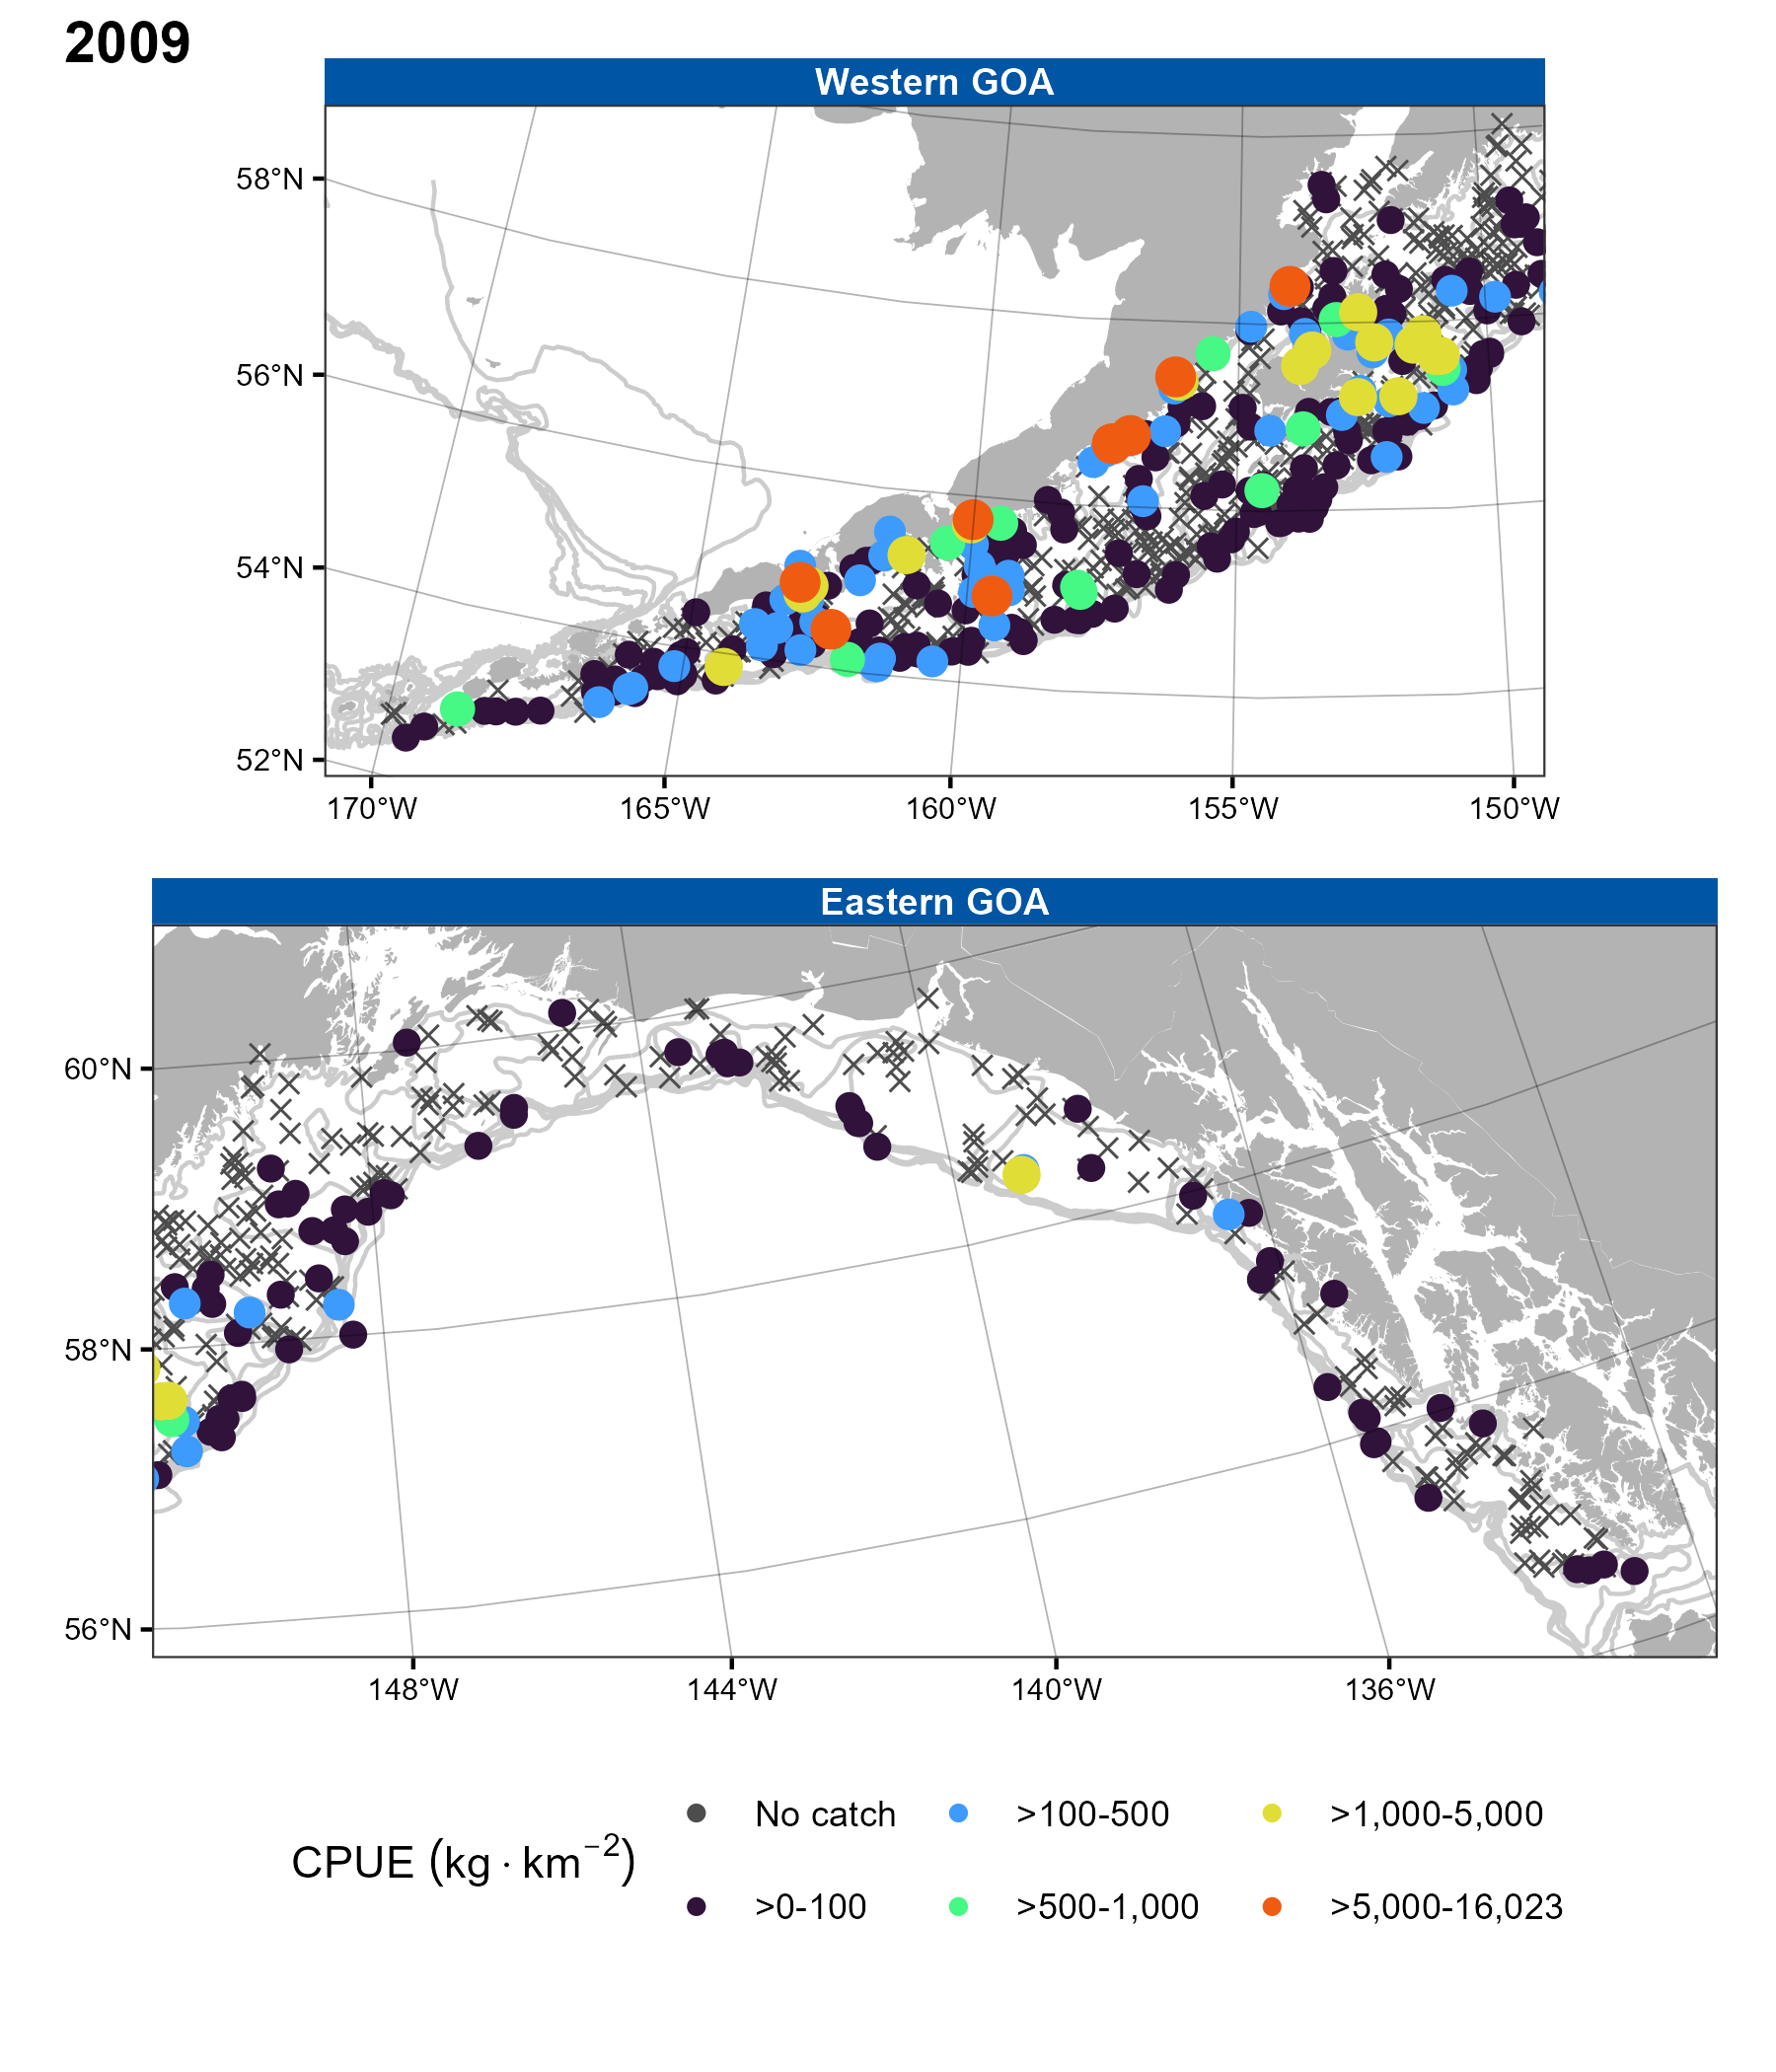 2009
Western GOA
58°N
56°N
54°N
52°N
170°W 165°W 160°W 155°W 150°W
Eastern GOA
60°N
58°N
56°N
148°W 144°W 140°W 136°W
CPUE (kg · km⁻²)
No catch >100-500 >1,000-5,000
>0-100 >500-1,000 >5,000-16,023